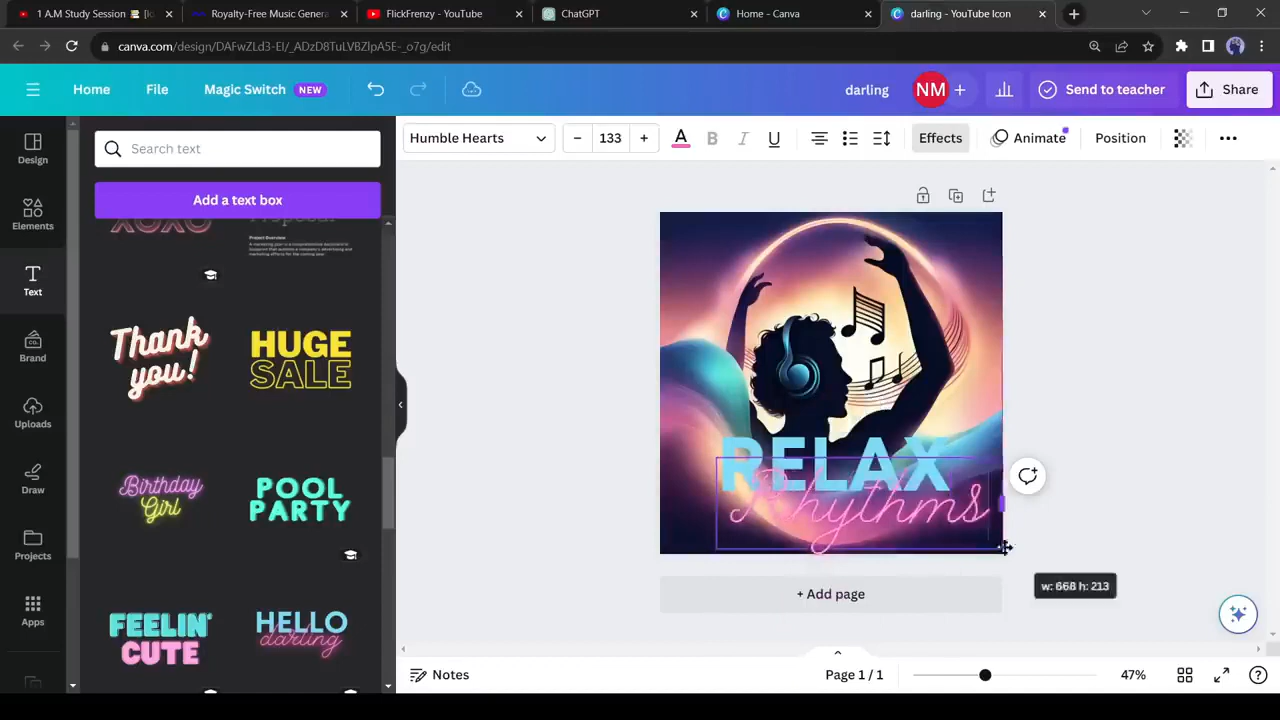 1 A.M Study Session
Royalty-Free Music Genera
FlickFrenzy - YouTube
ChatGPT
Home - Canva
darling - YouTube Icon
canva.com/design/DAFwZLd3-EI/_ADzD8TuLVBZlpASE-_o7g/edit
Home
File
Magic Switch NEW
darling
NM
Send to teacher
Share
Search text
Add a text box
Humble Hearts
133
A
B
I
U
Effects
Animate
Position
Design
Elements
Text
Brand
Uploads
Draw
Projects
Apps
XOXO
Proposal
Project Overview
Thank you!
HUGE
SALE
Birthday
Girl
POOL
PARTY
FEELIN'
CUTE
HELLO
darling
RELAX
Rhythms
+ Add page
w: 668 h: 213
Notes
Page 1 / 1
47%